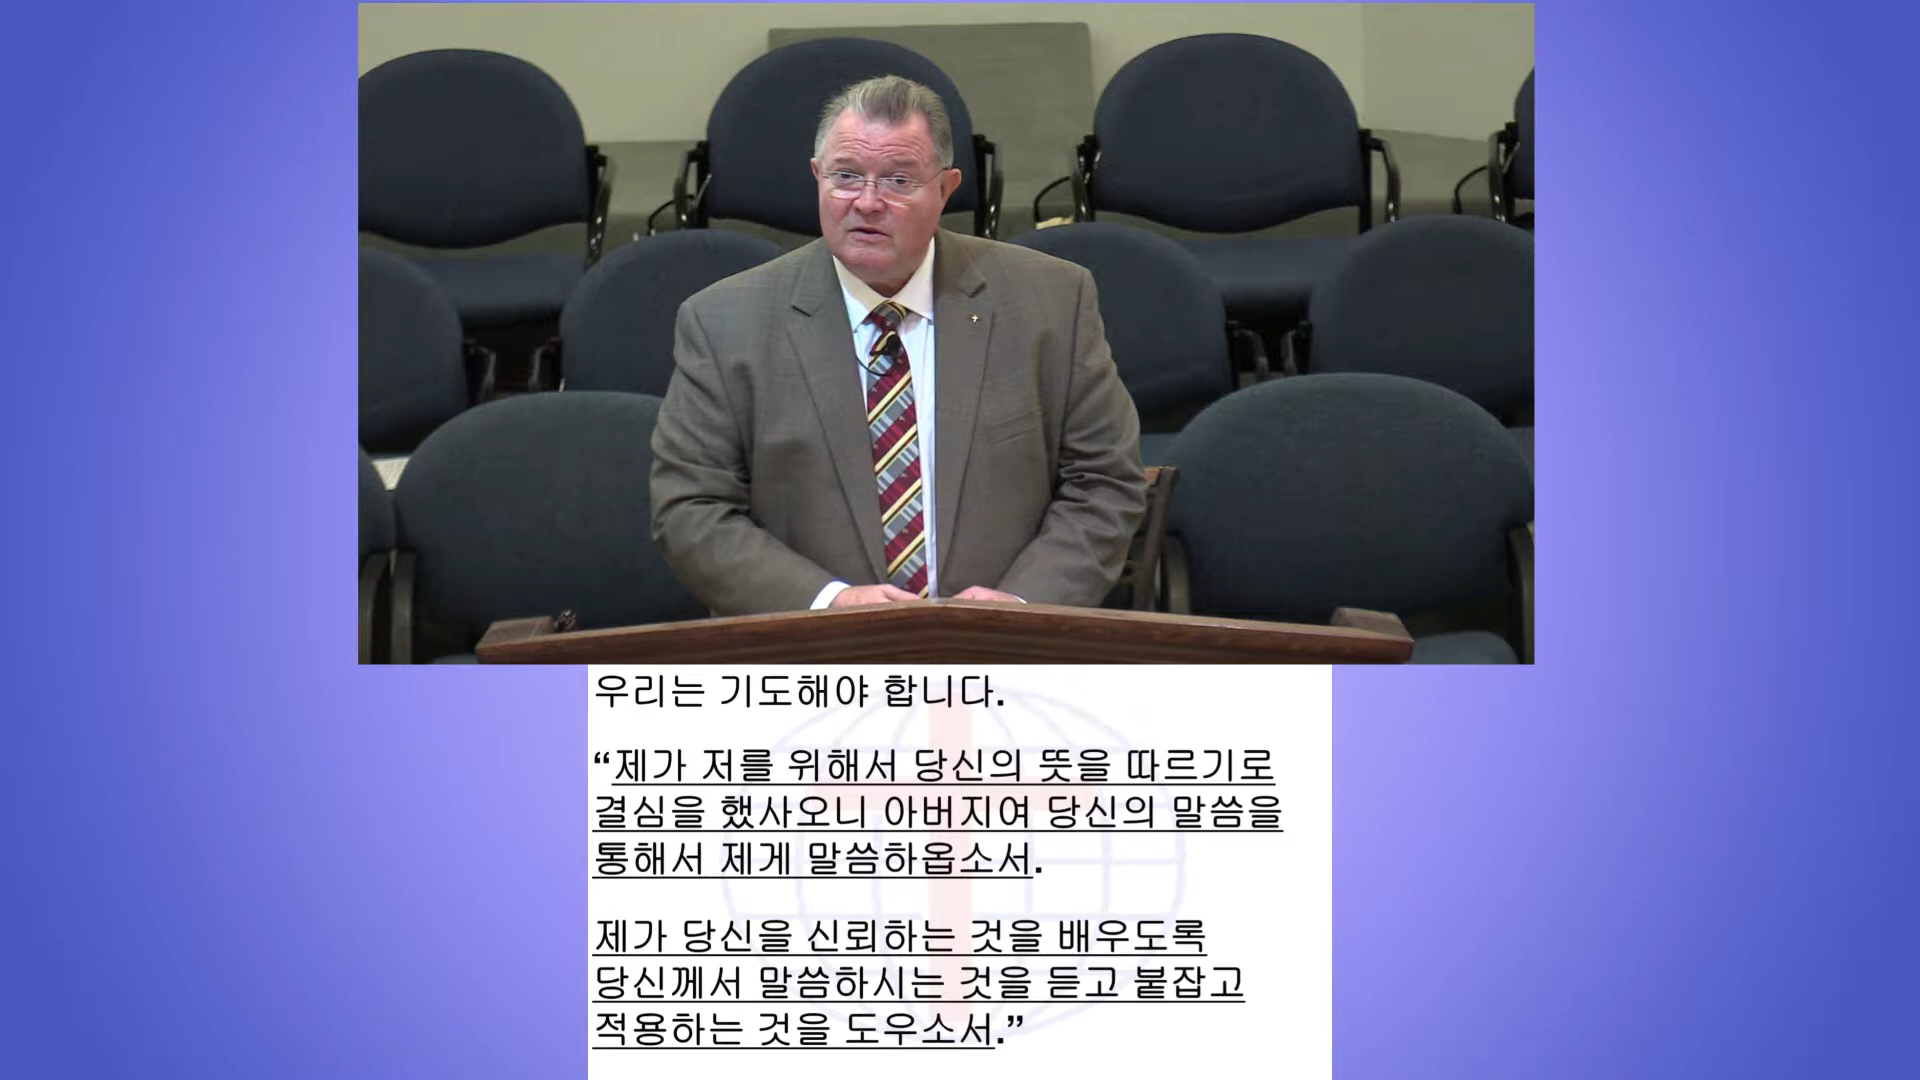 우리는 기도해야 합니다.
“제가 저를 위해서 당신의 뜻을 따르기로
결심을 했사오니 아버지여 당신의 말씀을
통해서 제게 말씀하옵소서.
제가 당신을 신뢰하는 것을 배우도록
당신께서 말씀하시는 것을 듣고 붙잡고
적용하는 것을 도우소서.”